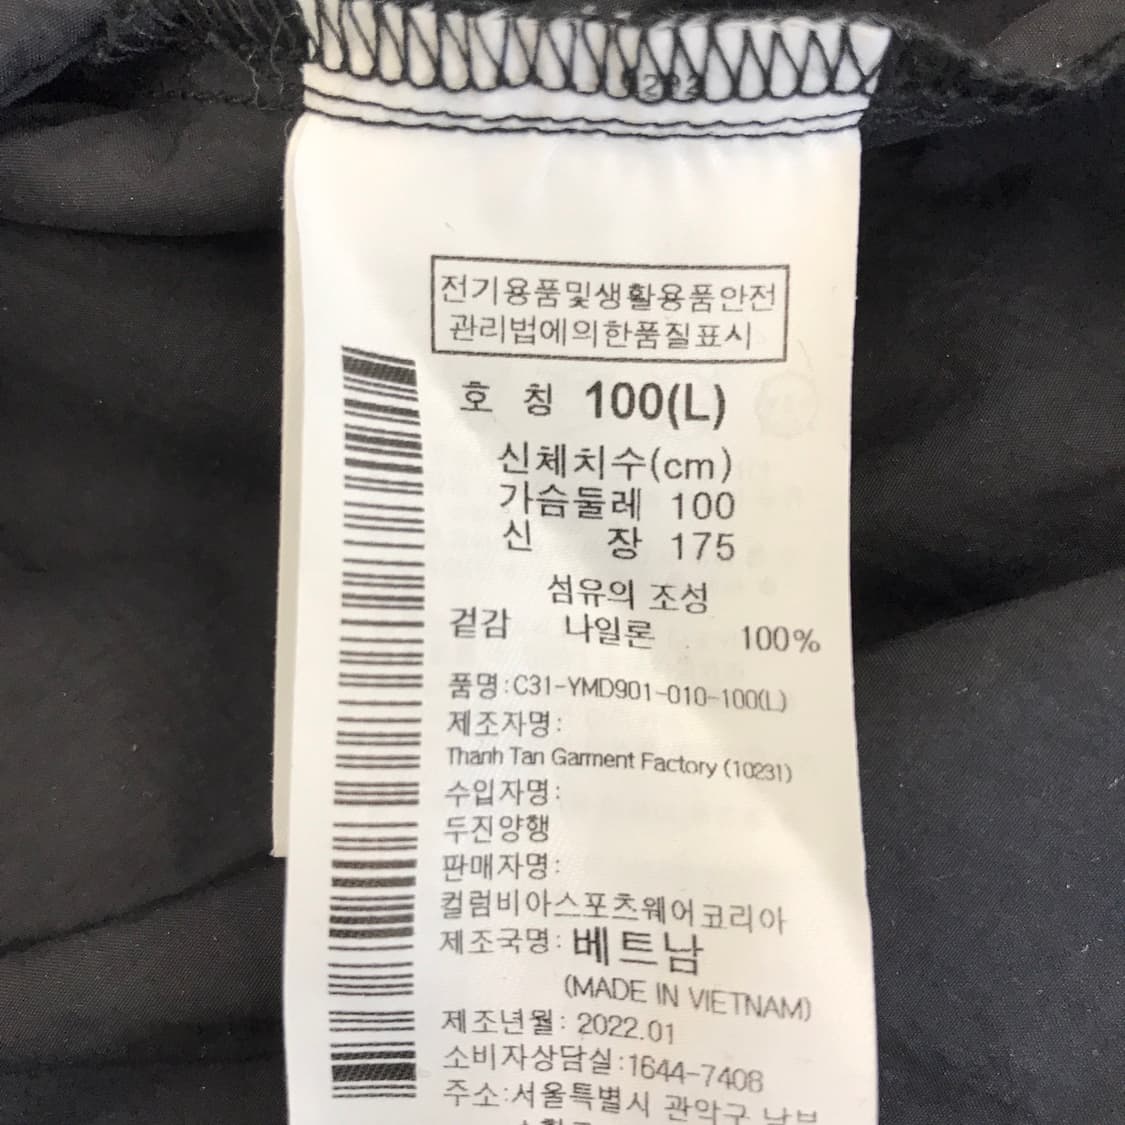 전기용품및생활용품안전
관리법에의한품질표시
호 칭 100(L)
신체치수(cm)
가슴둘레 100
신 장 175
섬유의 조성
겉감 나일론 100%
품명:C31-YMD901-010-100(L)
제조자명:
Thanh Tan Garment Factory (10231)
수입자명:
두진양행
판매자명:
컬럼비아스포츠웨어코리아
제조국명: 베트남
(MADE IN VIETNAM)
제조년월: 2022.01
소비자상담실:1644-7408
주소:서울특별시 관악구